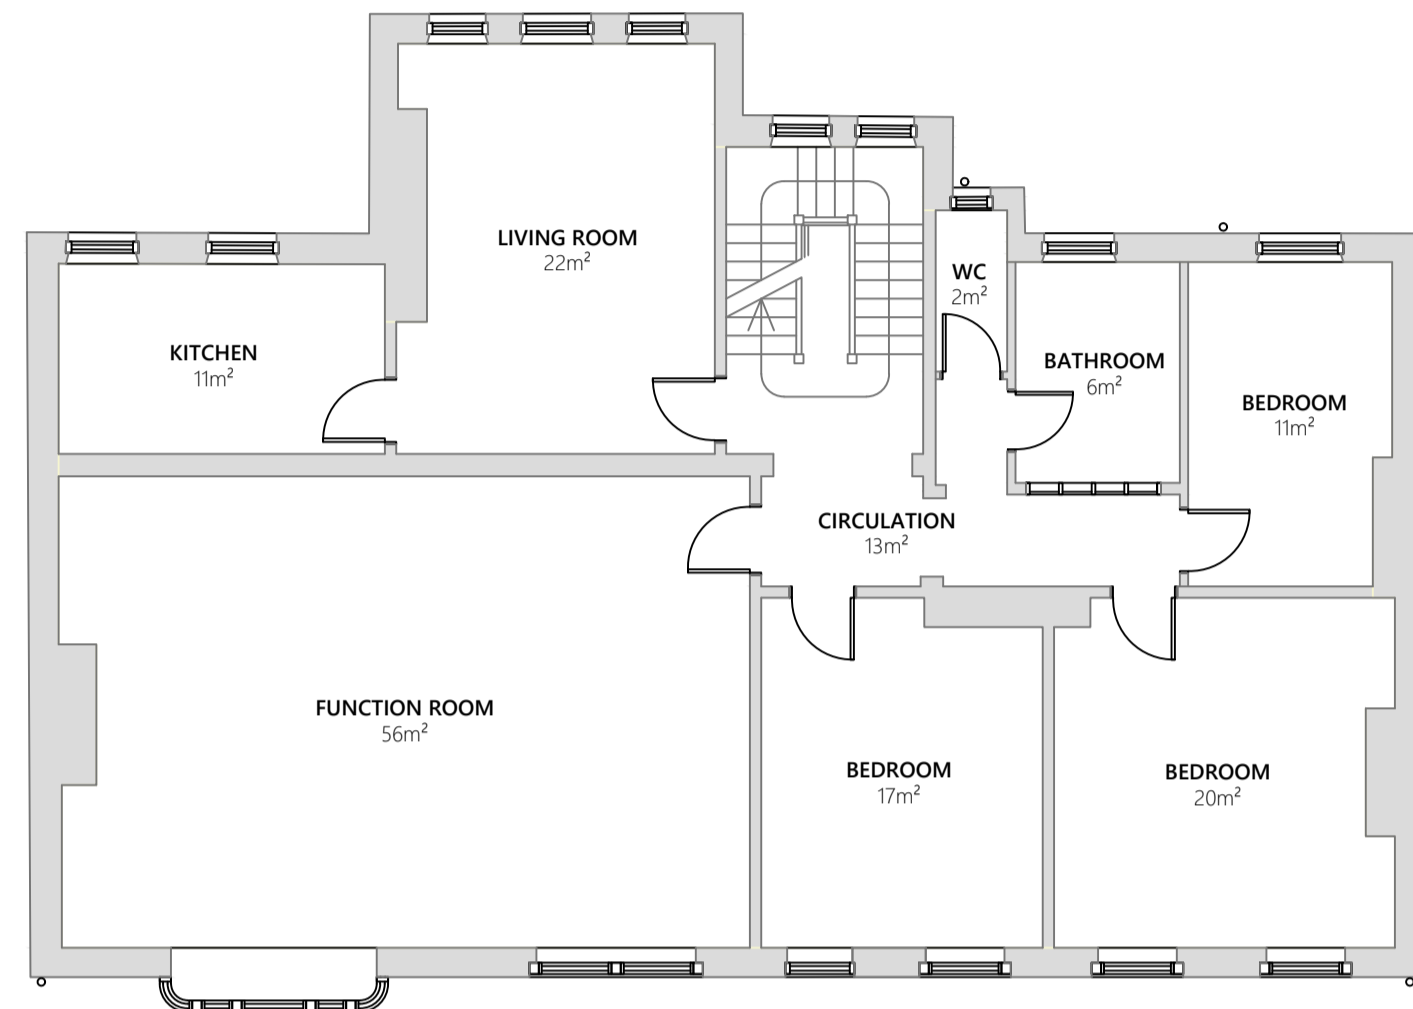 LIVING ROOM
22m²
WC
2m²
KITCHEN
11m²
BATHROOM
6m²
BEDROOM
11m²
CIRCULATION
13m²
FUNCTION ROOM
56m²
BEDROOM
17m²
BEDROOM
20m²